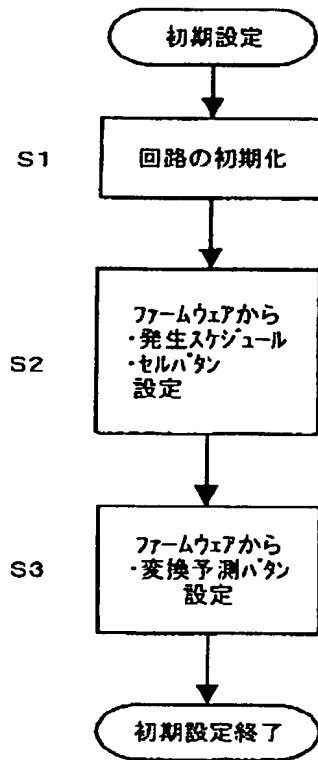 初期設定
S1
回路の初期化
S2
ファームウェアから
・発生スケジュール
・セルパタン
設定
S3
ファームウェアから
・変換予測パタン
設定
初期設定終了